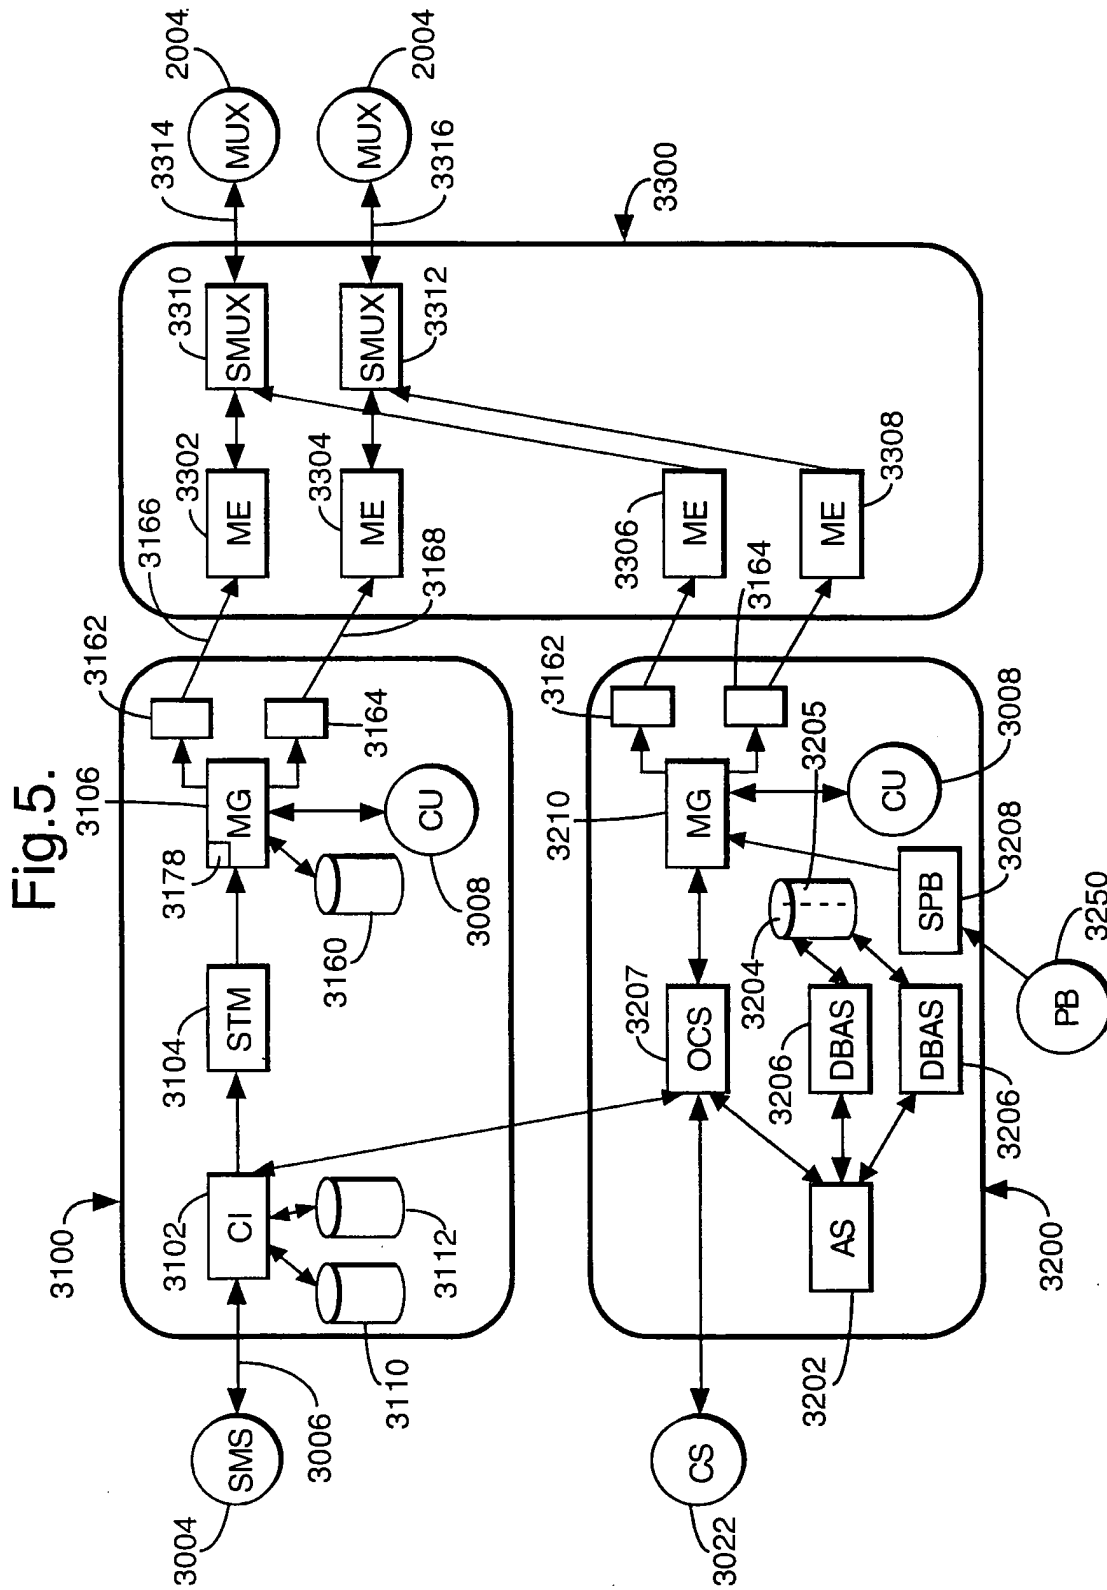 Fig.5.
3100
3102
3104
3106
3178
3162
3166
3302
3310
3314
2004
SMS
CI
STM
MG
ME
SMUX
MUX
3004
3006
3110
3112
3160
CU
3008
3164
3168
ME
3304
SMUX
3312
3316
MUX
2004
3300
3022
CS
3207
OCS
3210
MG
3162
3306
ME
3164
ME
3308
3204
3205
3206
DBAS
CU
3008
3202
AS
DBAS
3206
SPB
3208
3200
PB
3250